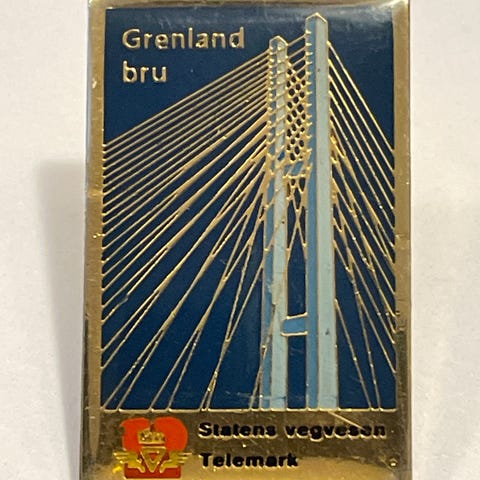 Grenland
bru
Statens vegvesen
Telemark